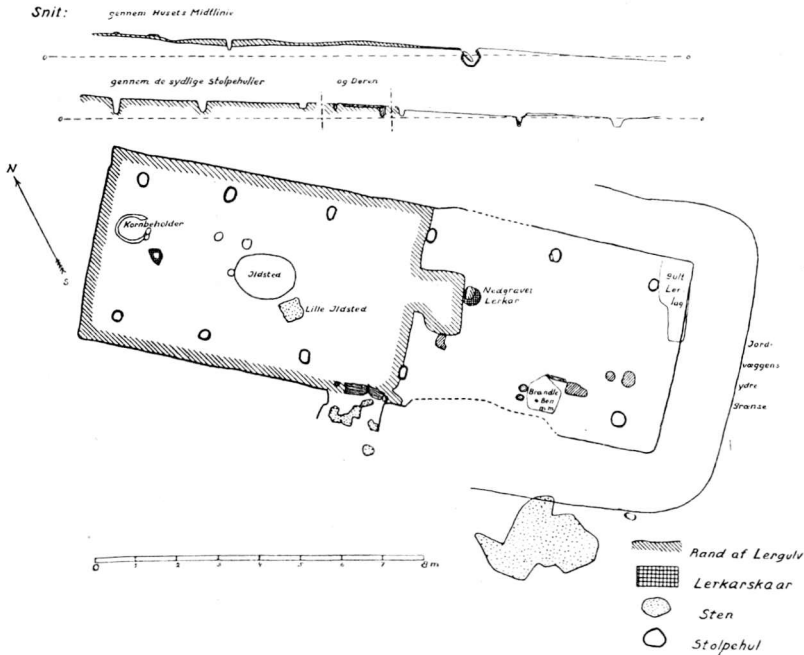 Snit:
gennem Husets Midtlinie
gennem de sydlige Stolpehuller
og Døren
N
S
Kornbeholder
Ildsted
Lille Ildsted
Nedgravet
Lerkar
gult
Ler
lag
Jord-
væggens
ydre
Grænse
Brændte
Ben
o.m.
0 1 2 3 4 5 6 7 8 m
Rand af Lergulv
Lerkarskaar
Sten
Stolpehul